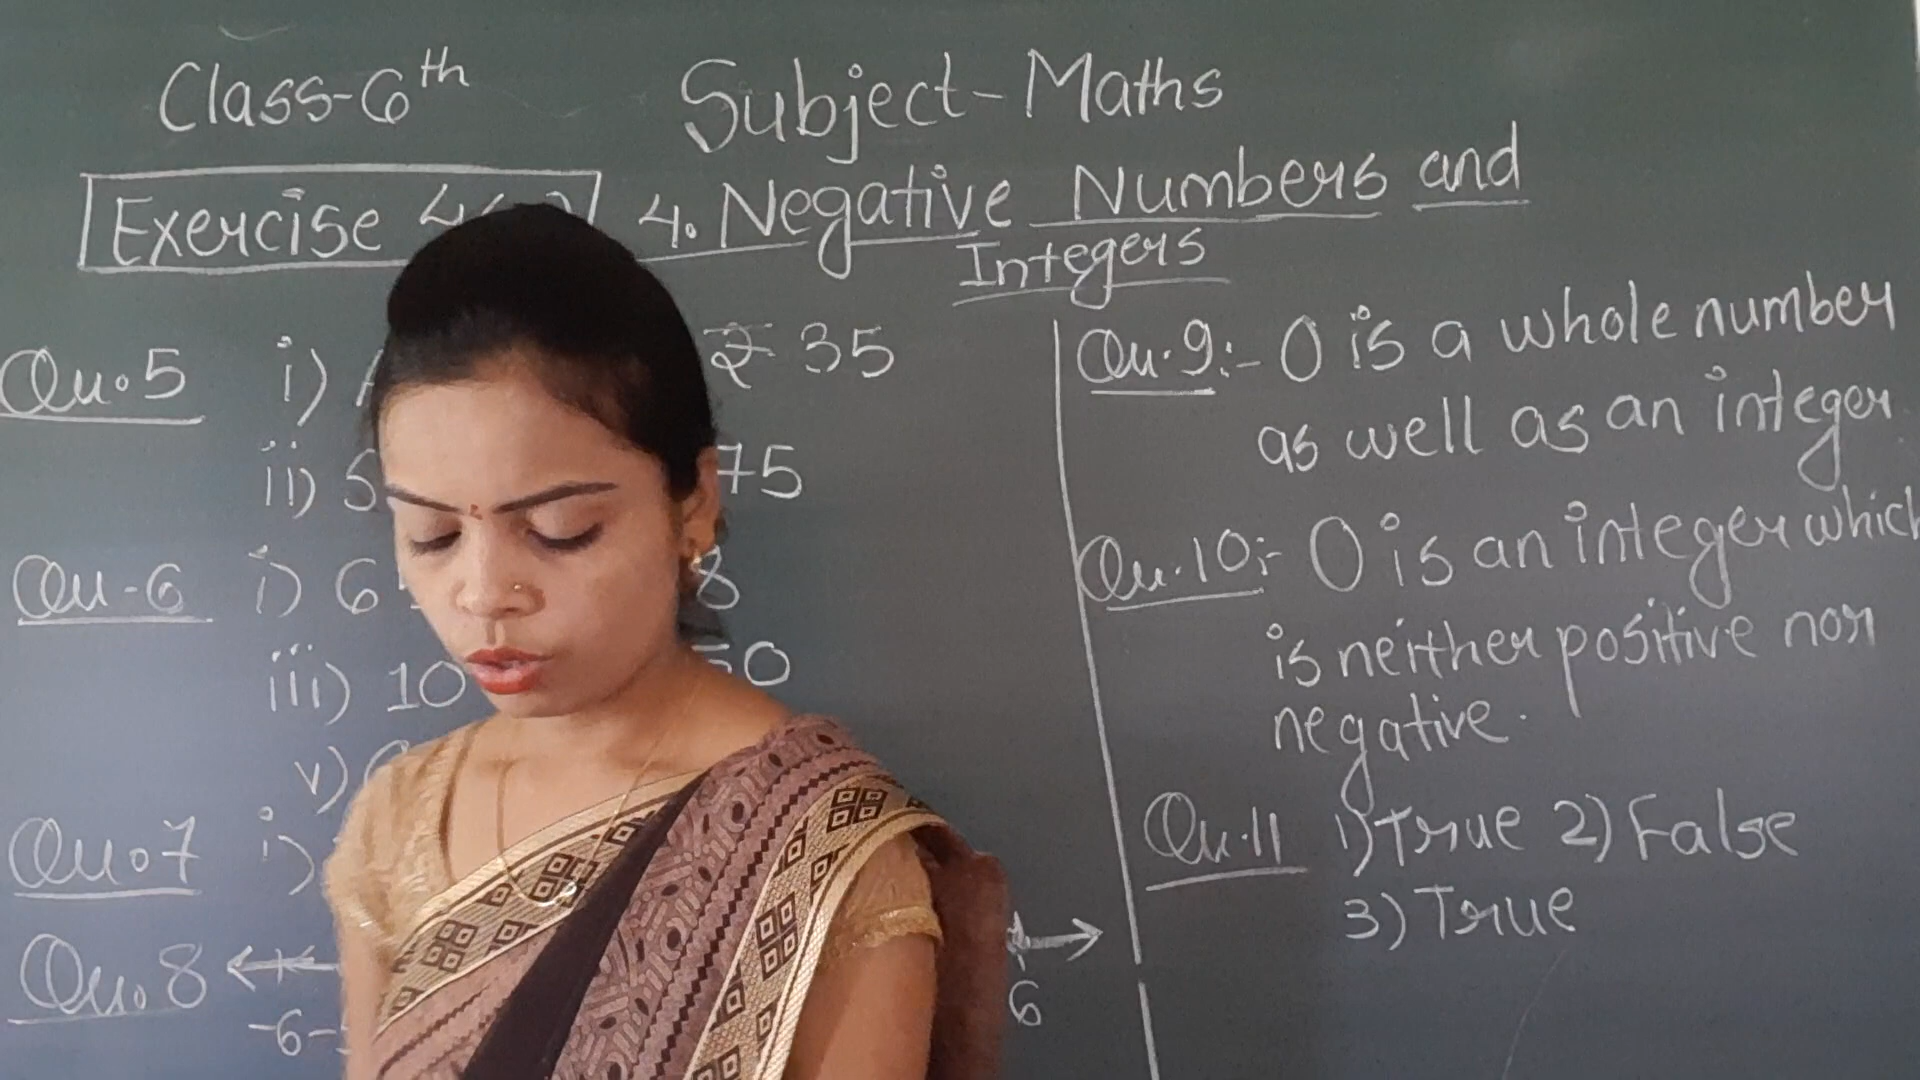 Class-6th Subject-Maths
Exercise 4. Negative Numbers and
Integers
Qu.5 i) ₹ 35
ii) 5 75
Qu-6 i) 6 8
iii) 10 50
v)
Qu.7 i)
Qu.8
-6 6
Qu.9:- 0 is a whole number
as well as an integer
Qu.10:- 0 is an integer which
is neither positive nor
negative.
Qu.11 1) True 2) False
3) True